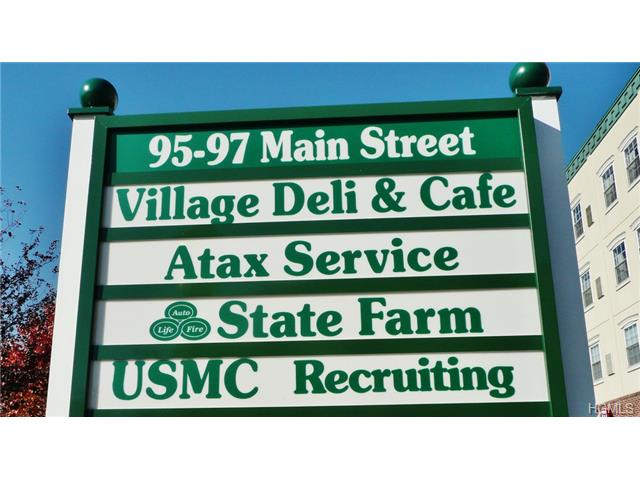 95-97 Main Street
Village Deli & Cafe
Atax Service
Auto
Life Fire State Farm
USMC Recruiting
HGMLS